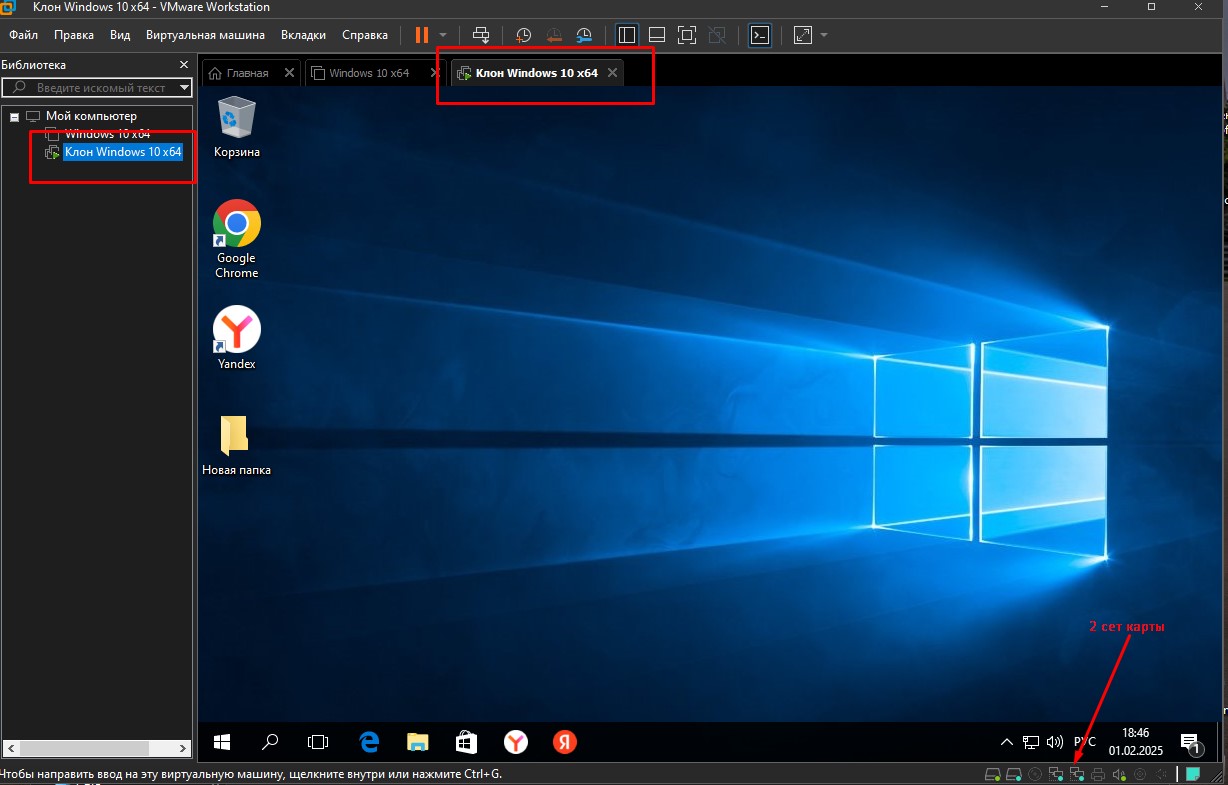 Клон Windows 10 x64 - VMware Workstation
Файл Правка Вид Виртуальная машина Вкладки Справка
Библиотека
Введите искомый текст
Мой компьютер
Windows 10 x64
Клон Windows 10 x64
Главная
Windows 10 x64
Клон Windows 10 x64
Корзина
Google
Chrome
Yandex
Новая папка
2 сет карты
РУС
18:46
01.02.2025
1
Чтобы направить ввод на эту виртуальную машину, щелкните внутри или нажмите Ctrl+G.